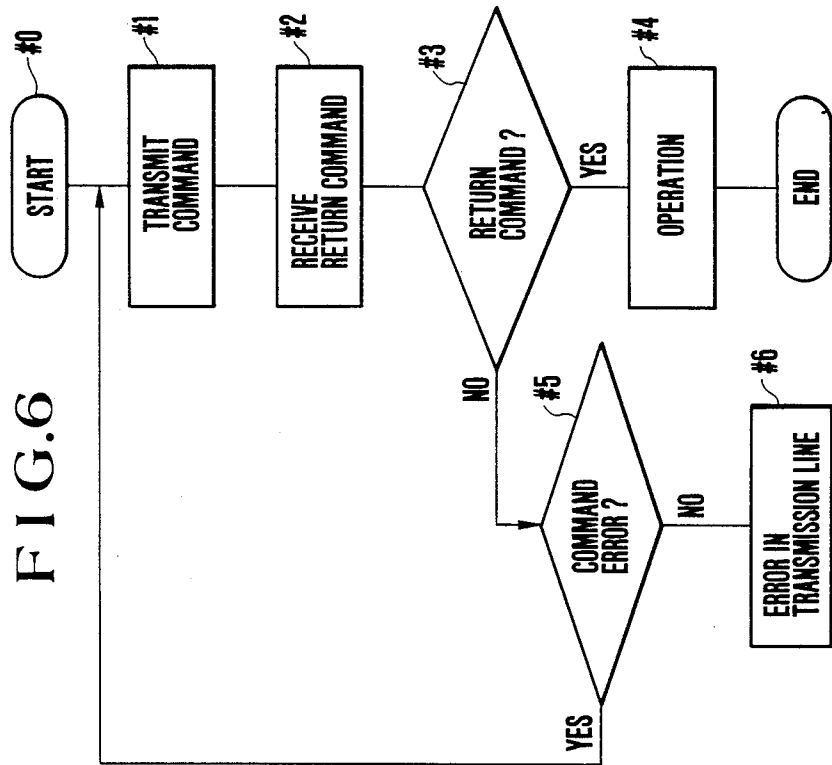 FIG.6
START
#0
TRANSMIT
COMMAND
#1
RECEIVE
RETURN COMMAND
#2
RETURN
COMMAND ?
#3
YES
NO
OPERATION
#4
END
COMMAND
ERROR ?
#5
YES
NO
ERROR IN
TRANSMISSION LINE
#6